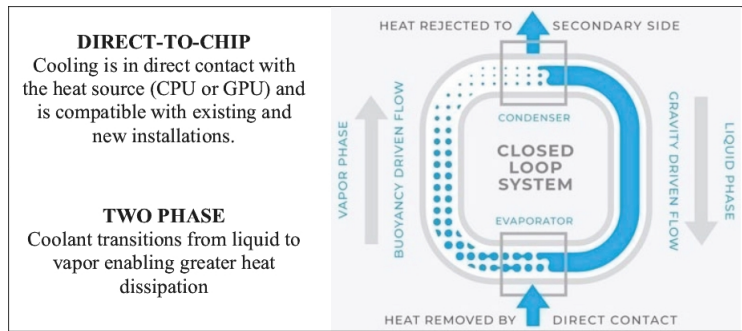 DIRECT-TO-CHIP
Cooling is in direct contact with
the heat source (CPU or GPU) and
is compatible with existing and
new installations.
TWO PHASE
Coolant transitions from liquid to
vapor enabling greater heat
dissipation
HEAT REJECTED TO SECONDARY SIDE
CONDENSER
CLOSED
LOOP
SYSTEM
EVAPORATOR
VAPOR PHASE
BUOYANCY DRIVEN FLOW
GRAVITY DRIVEN FLOW
LIQUID PHASE
HEAT REMOVED BY DIRECT CONTACT